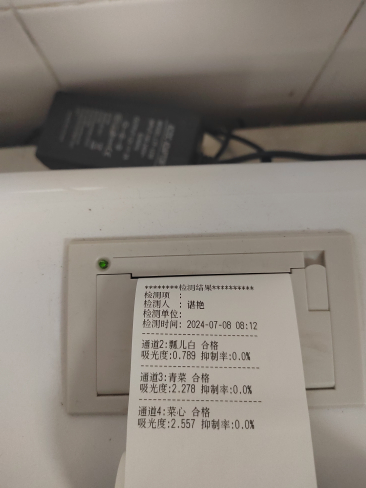 ********检测结果**********
检测项 :
检测人 : 谌艳
检测单位:
检测时间: 2024-07-08 08:12
通道2:瓢儿白 合格
吸光度:0.789 抑制率:0.0%
通道3:青菜 合格
吸光度:2.278 抑制率:0.0%
通道4:菜心 合格
吸光度:2.557 抑制率:0.0%